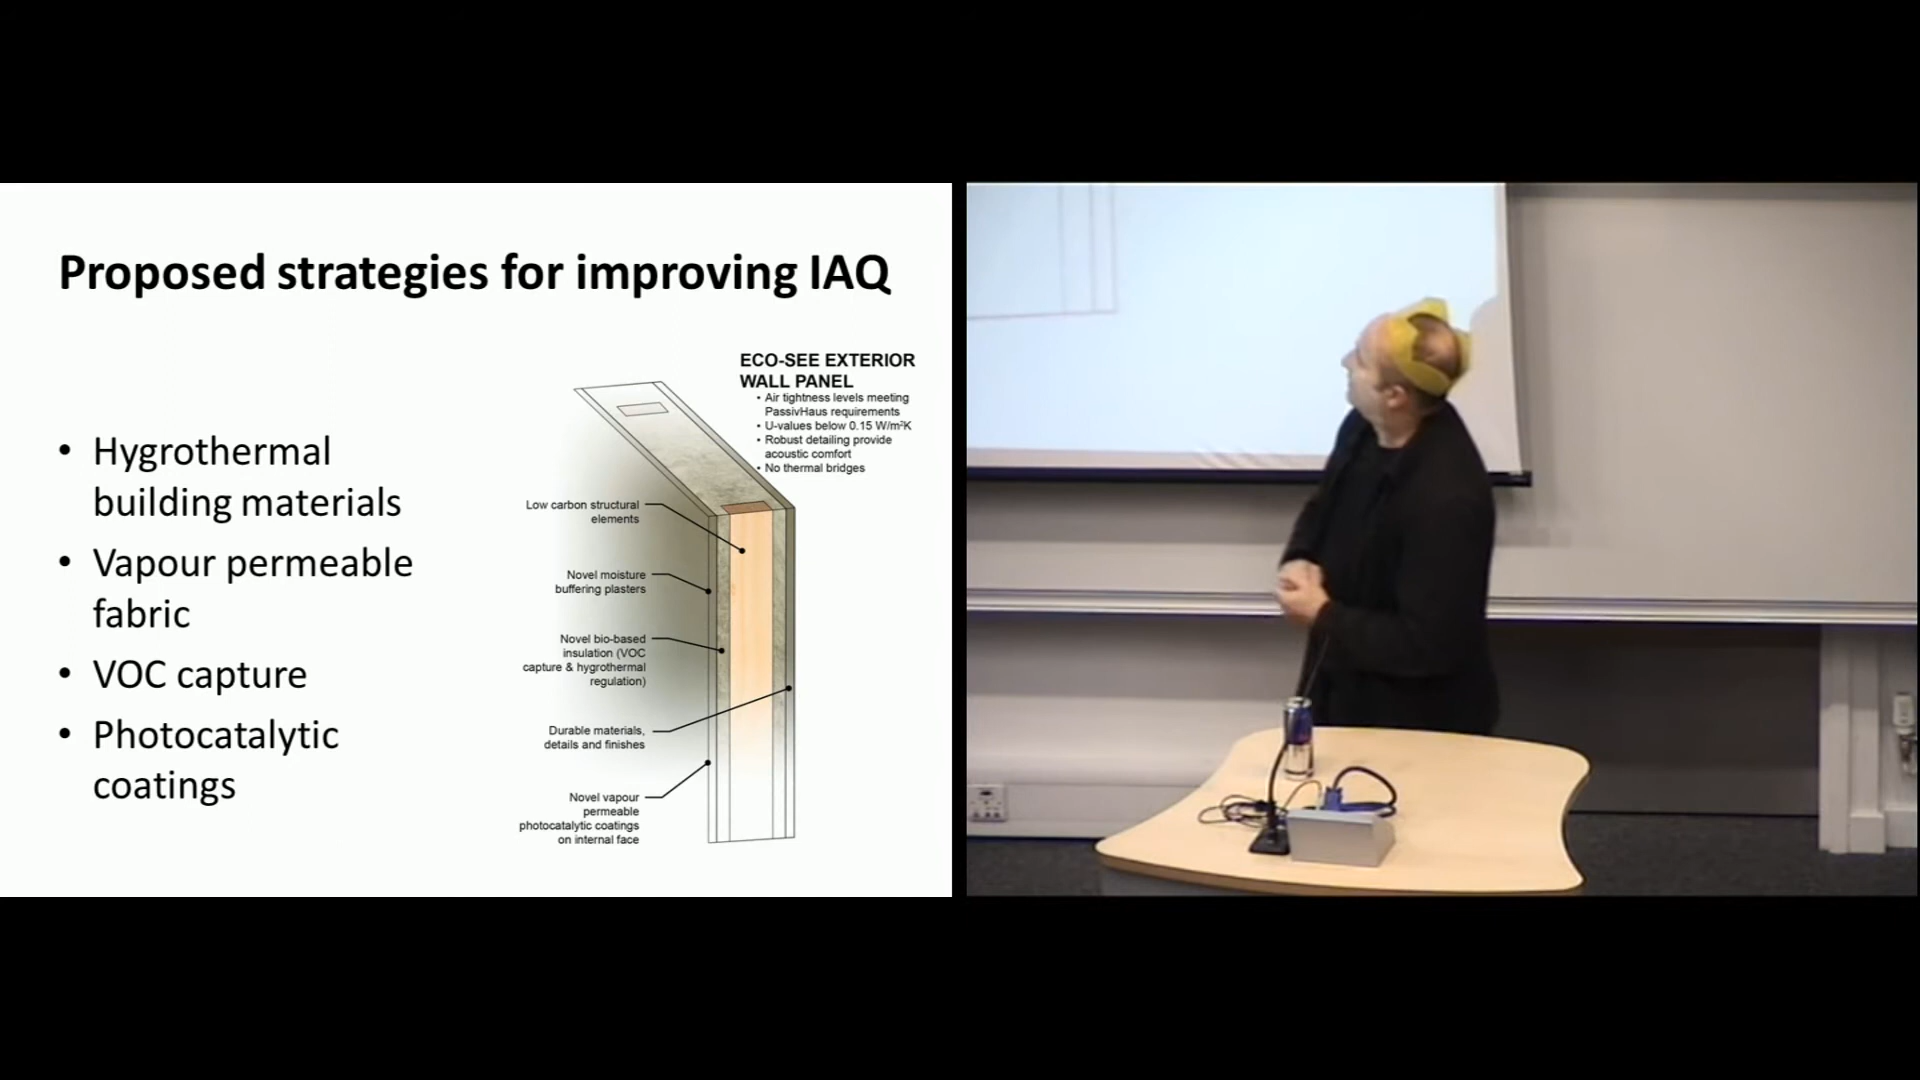 Proposed strategies for improving IAQ
• Hygrothermal
building materials
• Vapour permeable
fabric
• VOC capture
• Photocatalytic
coatings
ECO-SEE EXTERIOR
WALL PANEL
• Air tightness levels meeting
PassivHaus requirements
• U-values below 0.15 W/m²K
• Robust detailing provide
acoustic comfort
• No thermal bridges
Low carbon structural
elements
Novel moisture
buffering plasters
Novel bio-based
insulation (VOC
capture & hygrothermal
regulation)
Durable materials,
details and finishes
Novel vapour
permeable
photocatalytic coatings
on internal face